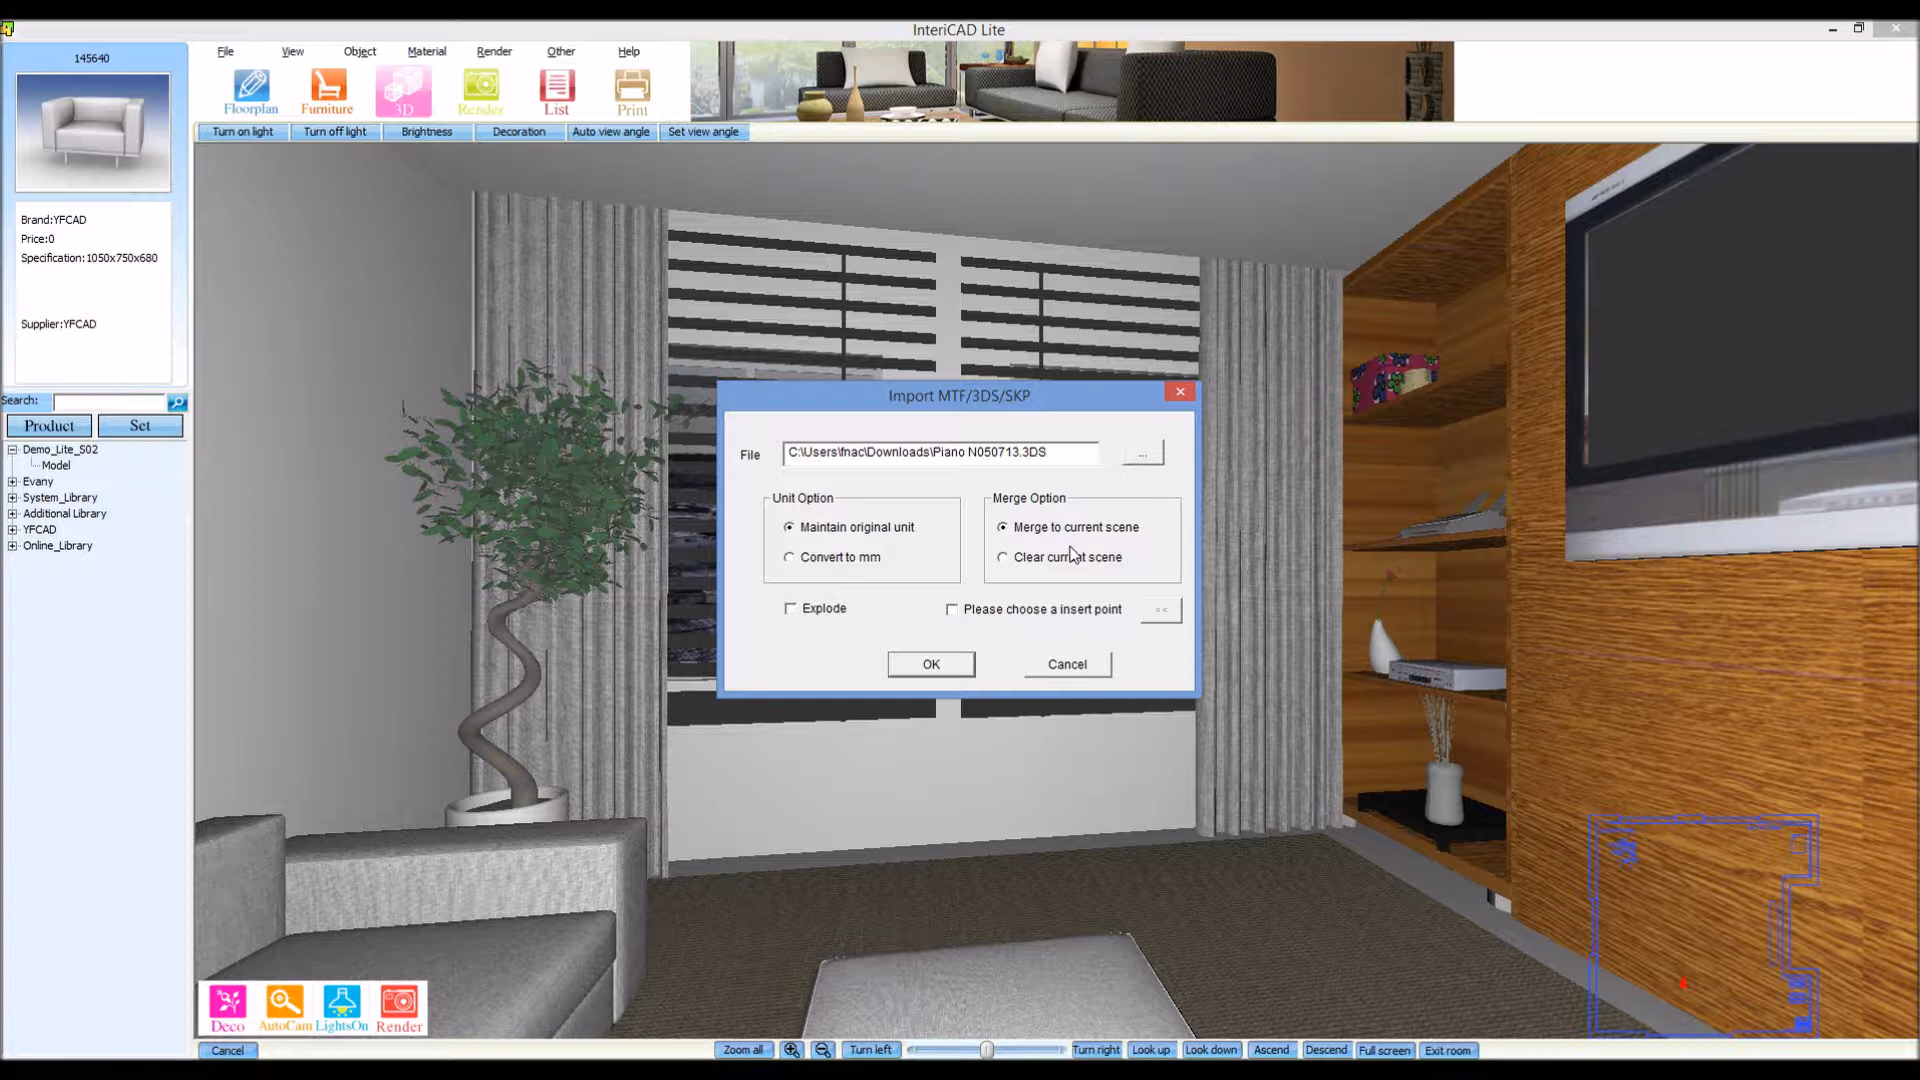 InteriCAD Lite
145640
File View Object Material Render Other Help
Floorplan Furniture 3D Render List Print
Turn on light Turn off light Brightness Decoration Auto view angle Set view angle
Brand:YFCAD
Price:0
Specification:1050x750x680
Supplier:YFCAD
Search:
Product Set
Demo_Lite_S02
Model
Evany
System_Library
Additional Library
YFCAD
Online_Library
Import MTF/3DS/SKP
File C:\Users\fnac\Downloads\Piano N050713.3DS ...
Unit Option Merge Option
Maintain original unit Merge to current scene
Convert to mm Clear current scene
Explode Please choose a insert point <<
OK Cancel
Deco AutoCam LightsOn Render
Cancel Zoom all Turn left Turn right Look up Look down Ascend Descend Full screen Exit room